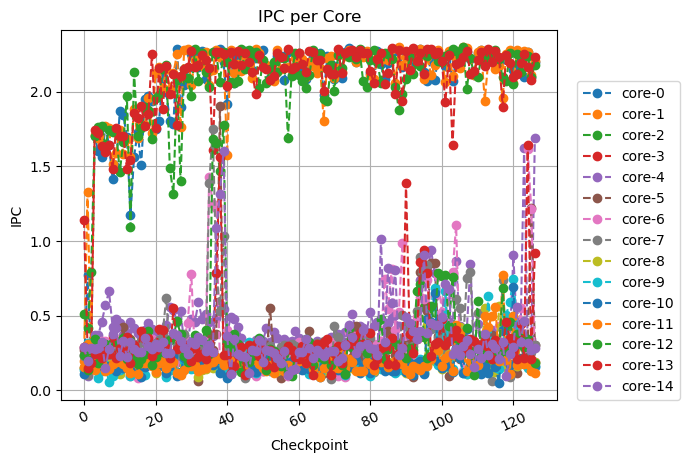 IPC per Core
IPC
2.0
1.5
1.0
0.5
0.0
0
20
40
60
80
100
120
Checkpoint
core-0
core-1
core-2
core-3
core-4
core-5
core-6
core-7
core-8
core-9
core-10
core-11
core-12
core-13
core-14